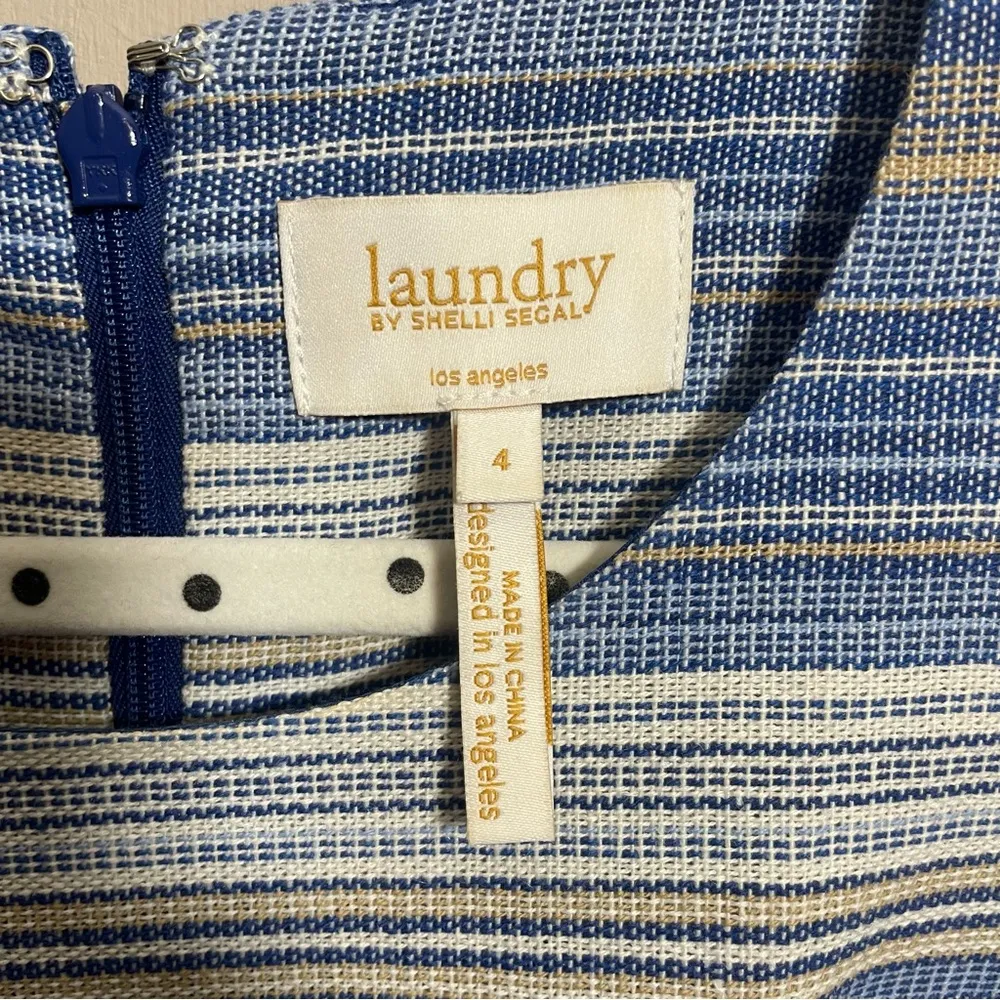 laundry
BY SHELLI SEGAL
los angeles
4
designed in los angeles
MADE IN CHINA